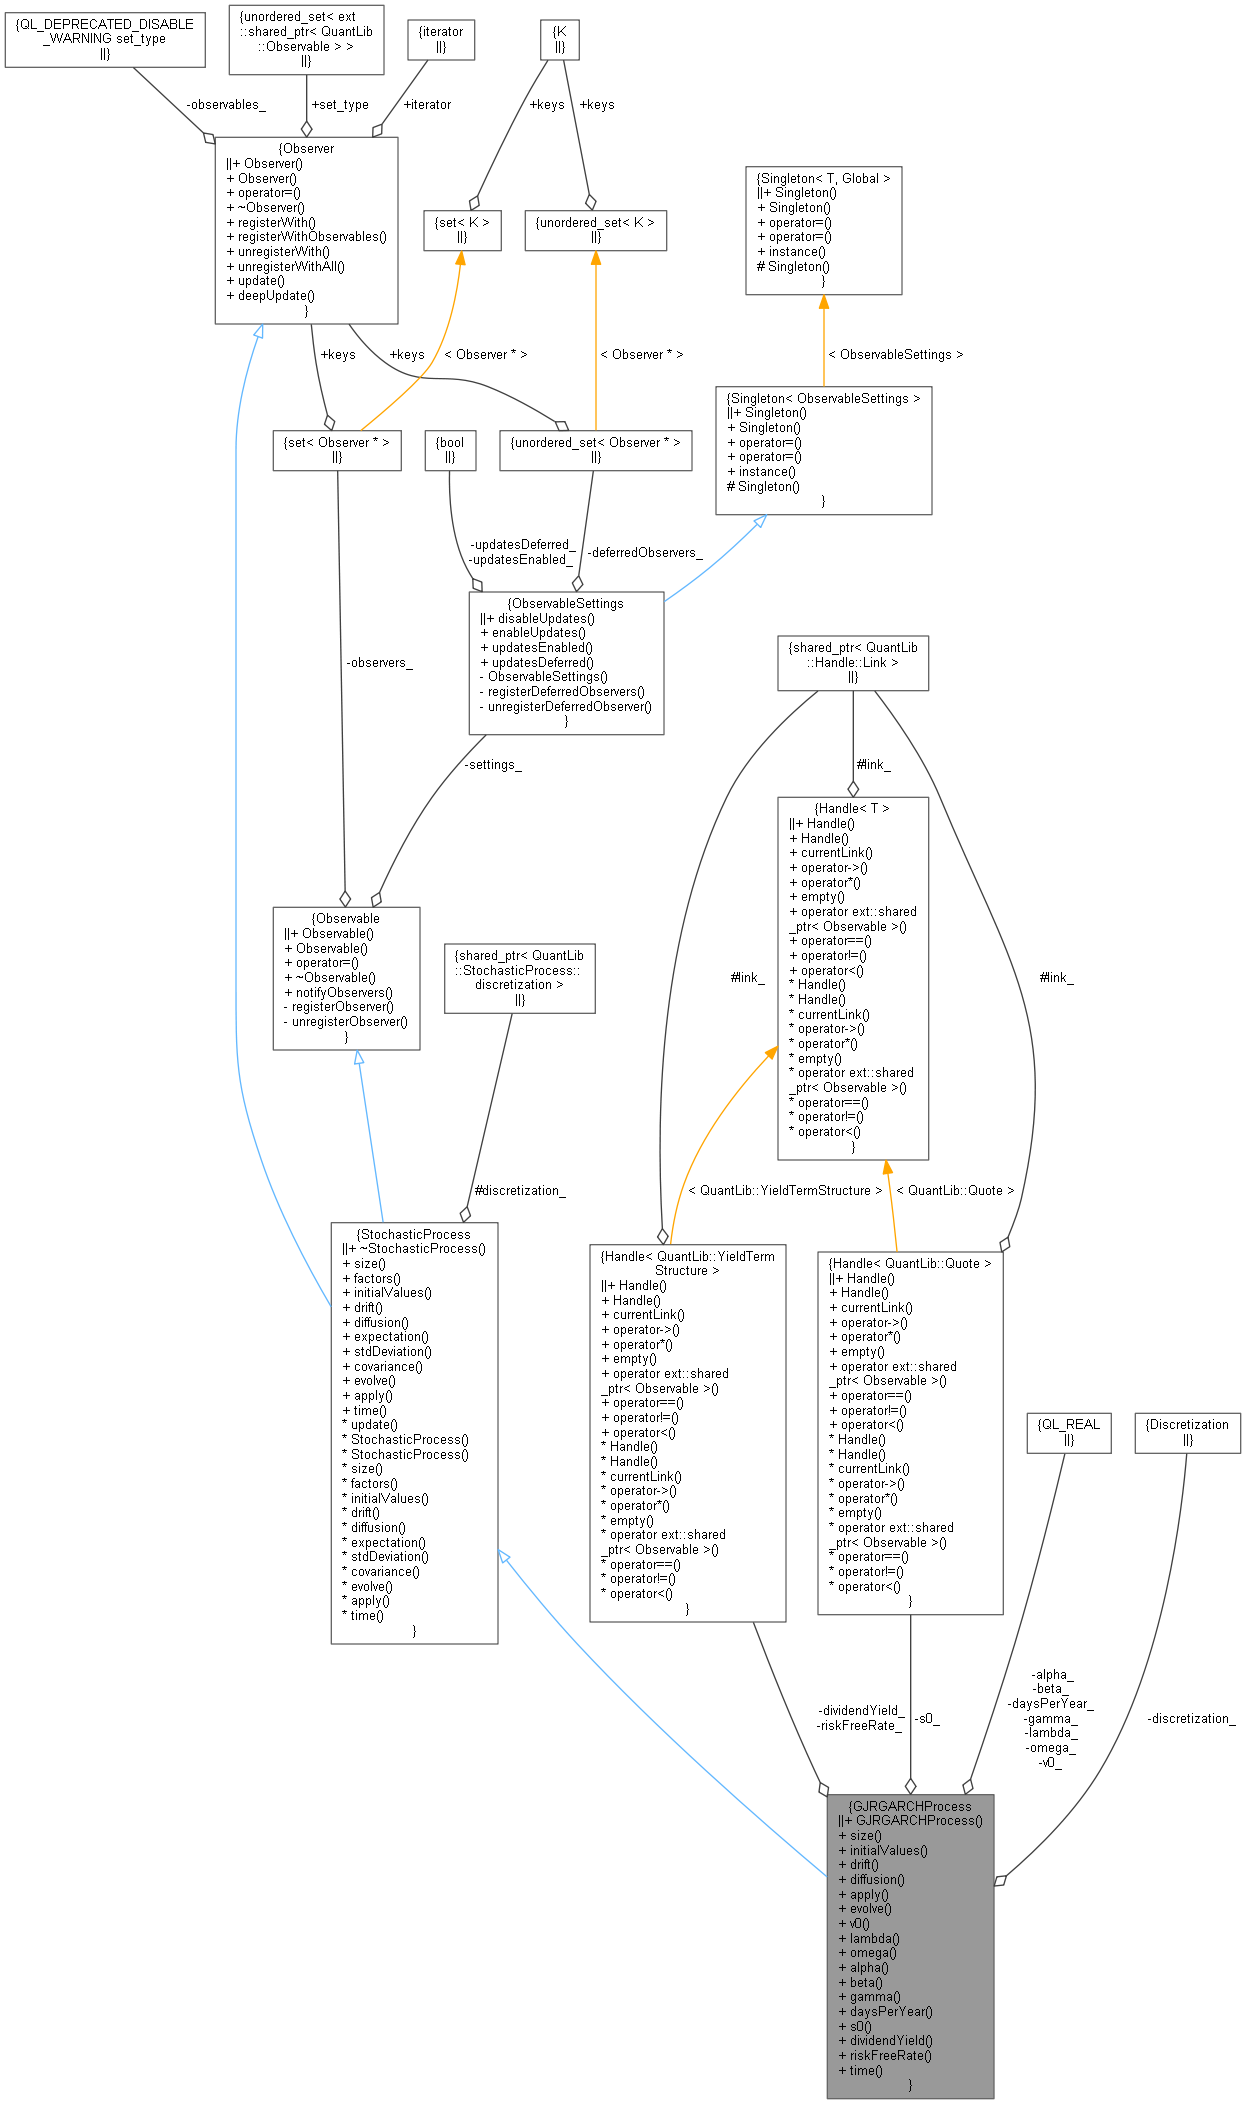 {QL_DEPRECATED_DISABLE
_WARNING set_type
||}
{unordered_set< ext
::shared_ptr< QuantLib
::Observable > >
||}
{iterator
||}
{K
||}
-observables_
+set_type
+iterator
+keys
+keys
{Observer
||+ Observer()
+ Observer()
+ operator=()
+ ~Observer()
+ registerWith()
+ registerWithObservables()
+ unregisterWith()
+ unregisterWithAll()
+ update()
+ deepUpdate()
}
{set< K >
||}
{unordered_set< K >
||}
{Singleton< T, Global >
||+ Singleton()
+ Singleton()
+ operator=()
+ operator=()
+ instance()
# Singleton()
}
+keys
+keys
< Observer * >
< Observer * >
< ObservableSettings >
{set< Observer * >
||}
{bool
||}
{unordered_set< Observer * >
||}
{Singleton< ObservableSettings >
||+ Singleton()
+ Singleton()
+ operator=()
+ operator=()
+ instance()
# Singleton()
}
-updatesDeferred_
-updatesEnabled_
-deferredObservers_
{ObservableSettings
||+ disableUpdates()
+ enableUpdates()
+ updatesEnabled()
+ updatesDeferred()
- ObservableSettings()
- registerDeferredObservers()
- unregisterDeferredObserver()
}
-observers_
-settings_
{shared_ptr< QuantLib
::Handle::Link >
||}
#link_
{Handle< T >
||+ Handle()
+ Handle()
+ currentLink()
+ operator->()
+ operator*()
+ empty()
+ operator ext::shared
_ptr< Observable >()
+ operator==()
+ operator!=()
+ operator<()
* Handle()
* Handle()
* currentLink()
* operator->()
* operator*()
* empty()
* operator ext::shared
_ptr< Observable >()
* operator==()
* operator!=()
* operator<()
}
{Observable
||+ Observable()
+ Observable()
+ operator=()
+ ~Observable()
+ notifyObservers()
- registerObserver()
- unregisterObserver()
}
{shared_ptr< QuantLib
::StochasticProcess::
discretization >
||}
#link_
#link_
#discretization_
< QuantLib::YieldTermStructure >
< QuantLib::Quote >
{StochasticProcess
||+ ~StochasticProcess()
+ size()
+ factors()
+ initialValues()
+ drift()
+ diffusion()
+ expectation()
+ stdDeviation()
+ covariance()
+ evolve()
+ apply()
+ time()
* update()
* StochasticProcess()
* StochasticProcess()
* size()
* factors()
* initialValues()
* drift()
* diffusion()
* expectation()
* stdDeviation()
* covariance()
* evolve()
* apply()
* time()
}
{Handle< QuantLib::YieldTerm
Structure >
||+ Handle()
+ Handle()
+ currentLink()
+ operator->()
+ operator*()
+ empty()
+ operator ext::shared
_ptr< Observable >()
+ operator==()
+ operator!=()
+ operator<()
* Handle()
* Handle()
* currentLink()
* operator->()
* operator*()
* empty()
* operator ext::shared
_ptr< Observable >()
* operator==()
* operator!=()
* operator<()
}
{Handle< QuantLib::Quote >
||+ Handle()
+ Handle()
+ currentLink()
+ operator->()
+ operator*()
+ empty()
+ operator ext::shared
_ptr< Observable >()
+ operator==()
+ operator!=()
+ operator<()
* Handle()
* Handle()
* currentLink()
* operator->()
* operator*()
* empty()
* operator ext::shared
_ptr< Observable >()
* operator==()
* operator!=()
* operator<()
}
{QL_REAL
||}
{Discretization
||}
-dividendYield_
-riskFreeRate_
-s0_
-alpha_
-beta_
-daysPerYear_
-gamma_
-lambda_
-omega_
-v0_
-discretization_
{GJRGARCHProcess
||+ GJRGARCHProcess()
+ size()
+ initialValues()
+ drift()
+ diffusion()
+ apply()
+ evolve()
+ v0()
+ lambda()
+ omega()
+ alpha()
+ beta()
+ gamma()
+ daysPerYear()
+ s0()
+ dividendYield()
+ riskFreeRate()
+ time()
}